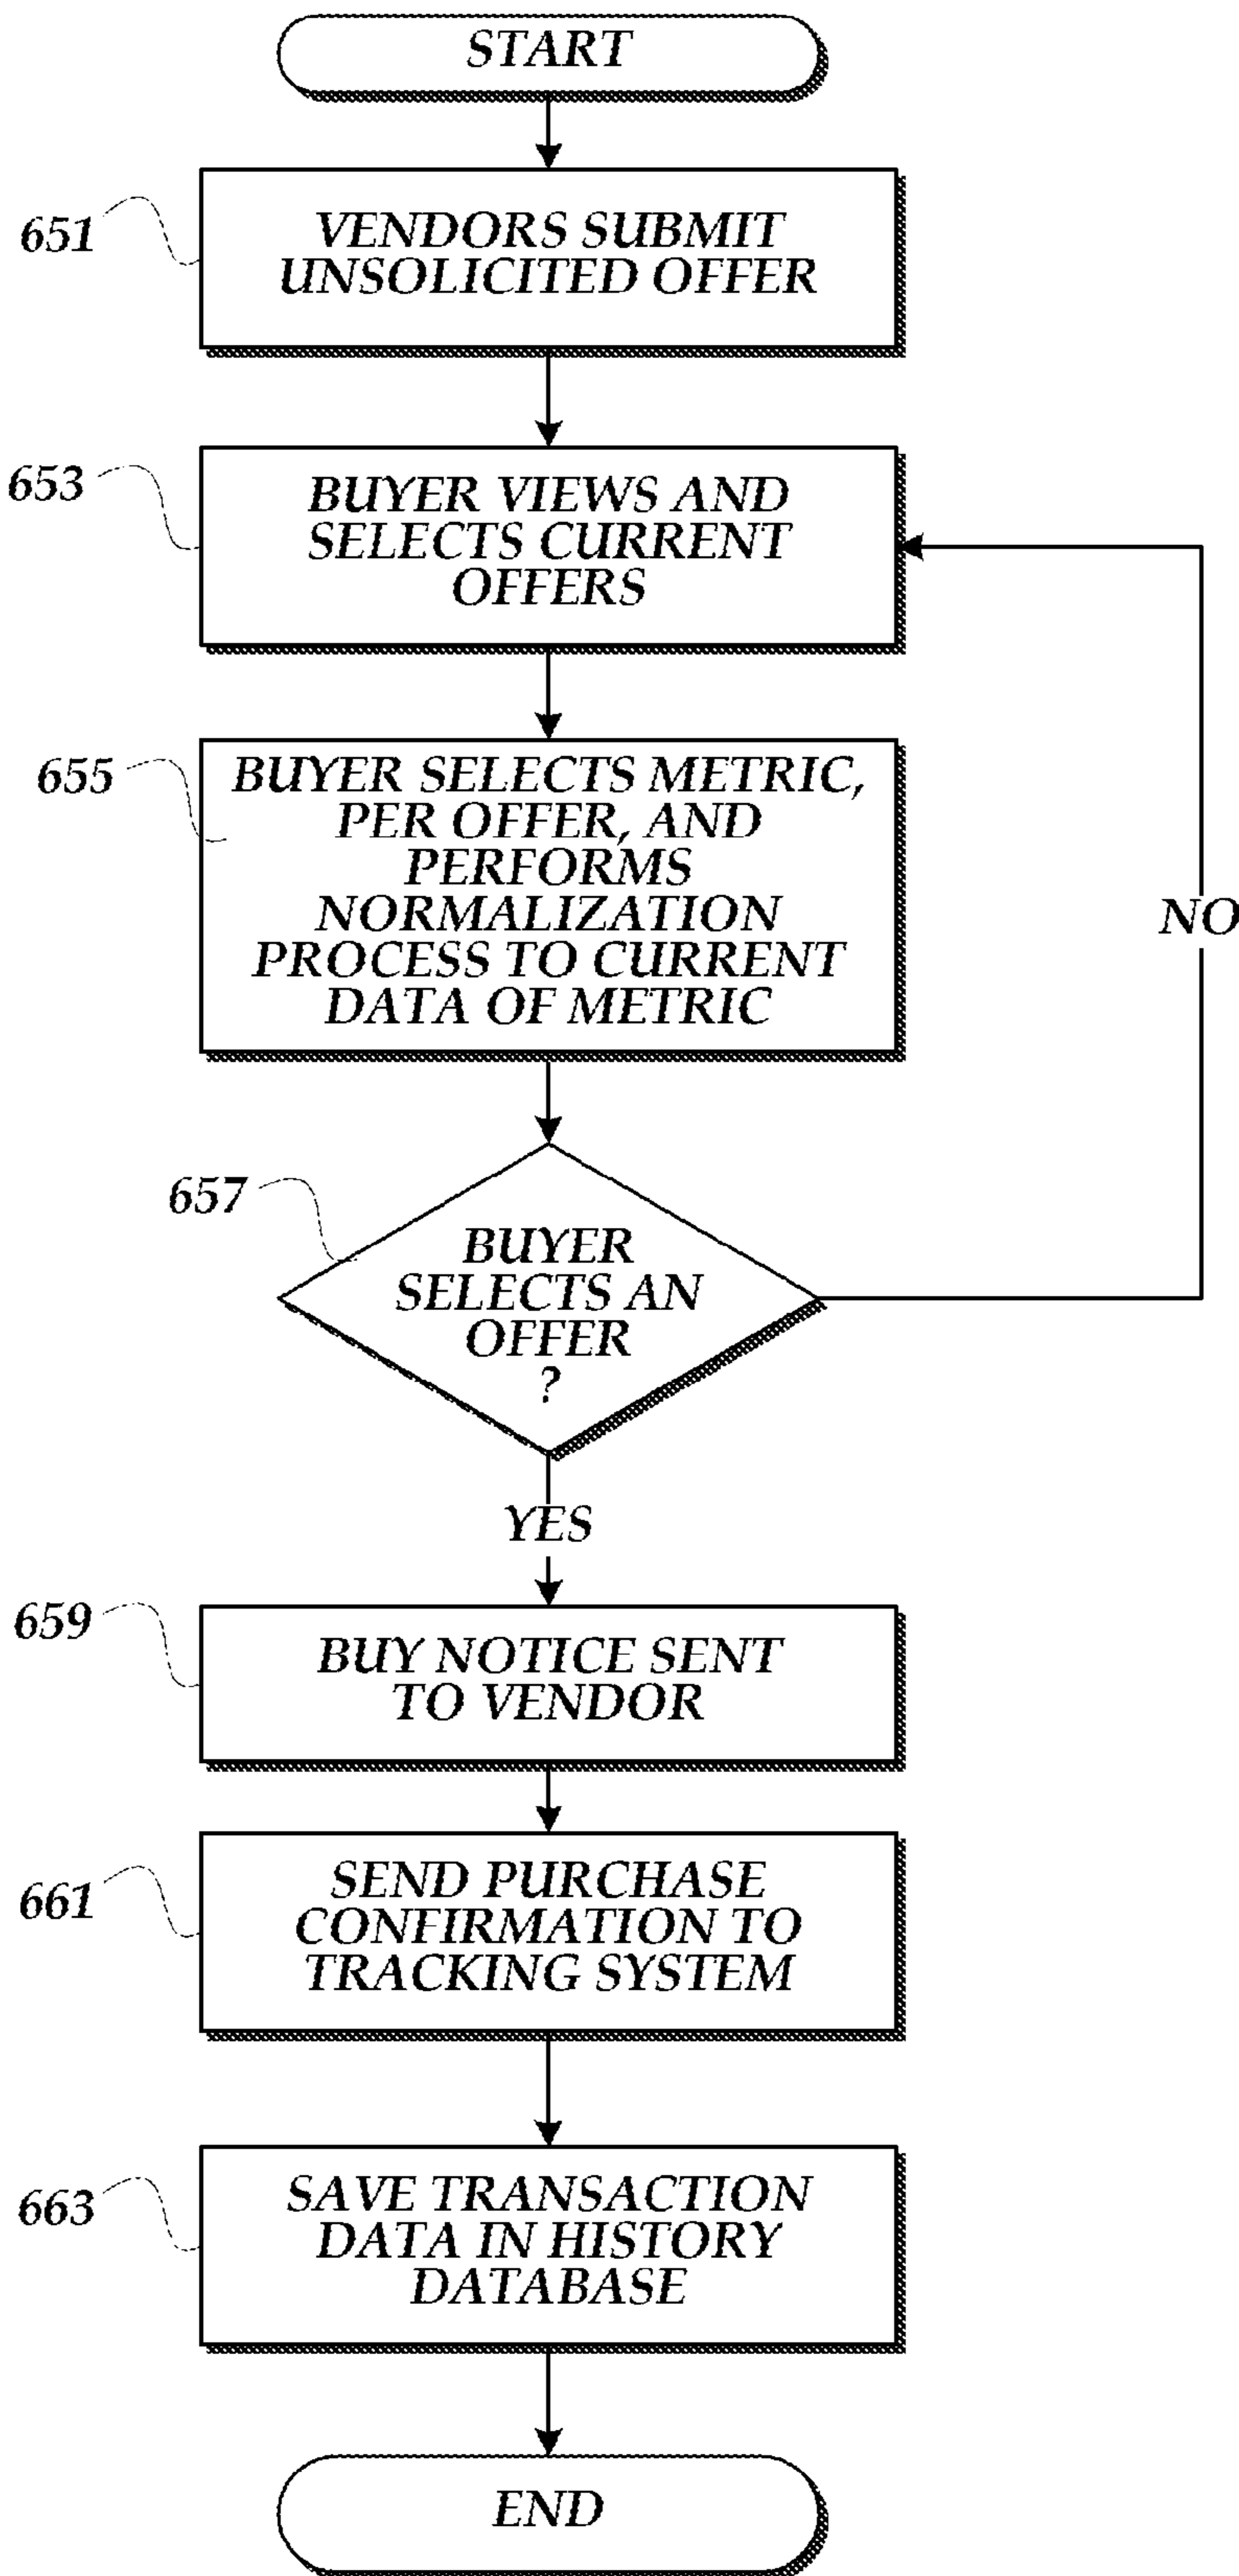 START
651
VENDORS SUBMIT
UNSOLICITED OFFER
653
BUYER VIEWS AND
SELECTS CURRENT
OFFERS
655
BUYER SELECTS METRIC,
PER OFFER, AND
PERFORMS
NORMALIZATION
PROCESS TO CURRENT
DATA OF METRIC
NO
657
BUYER
SELECTS AN
OFFER
?
YES
659
BUY NOTICE SENT
TO VENDOR
661
SEND PURCHASE
CONFIRMATION TO
TRACKING SYSTEM
663
SAVE TRANSACTION
DATA IN HISTORY
DATABASE
END